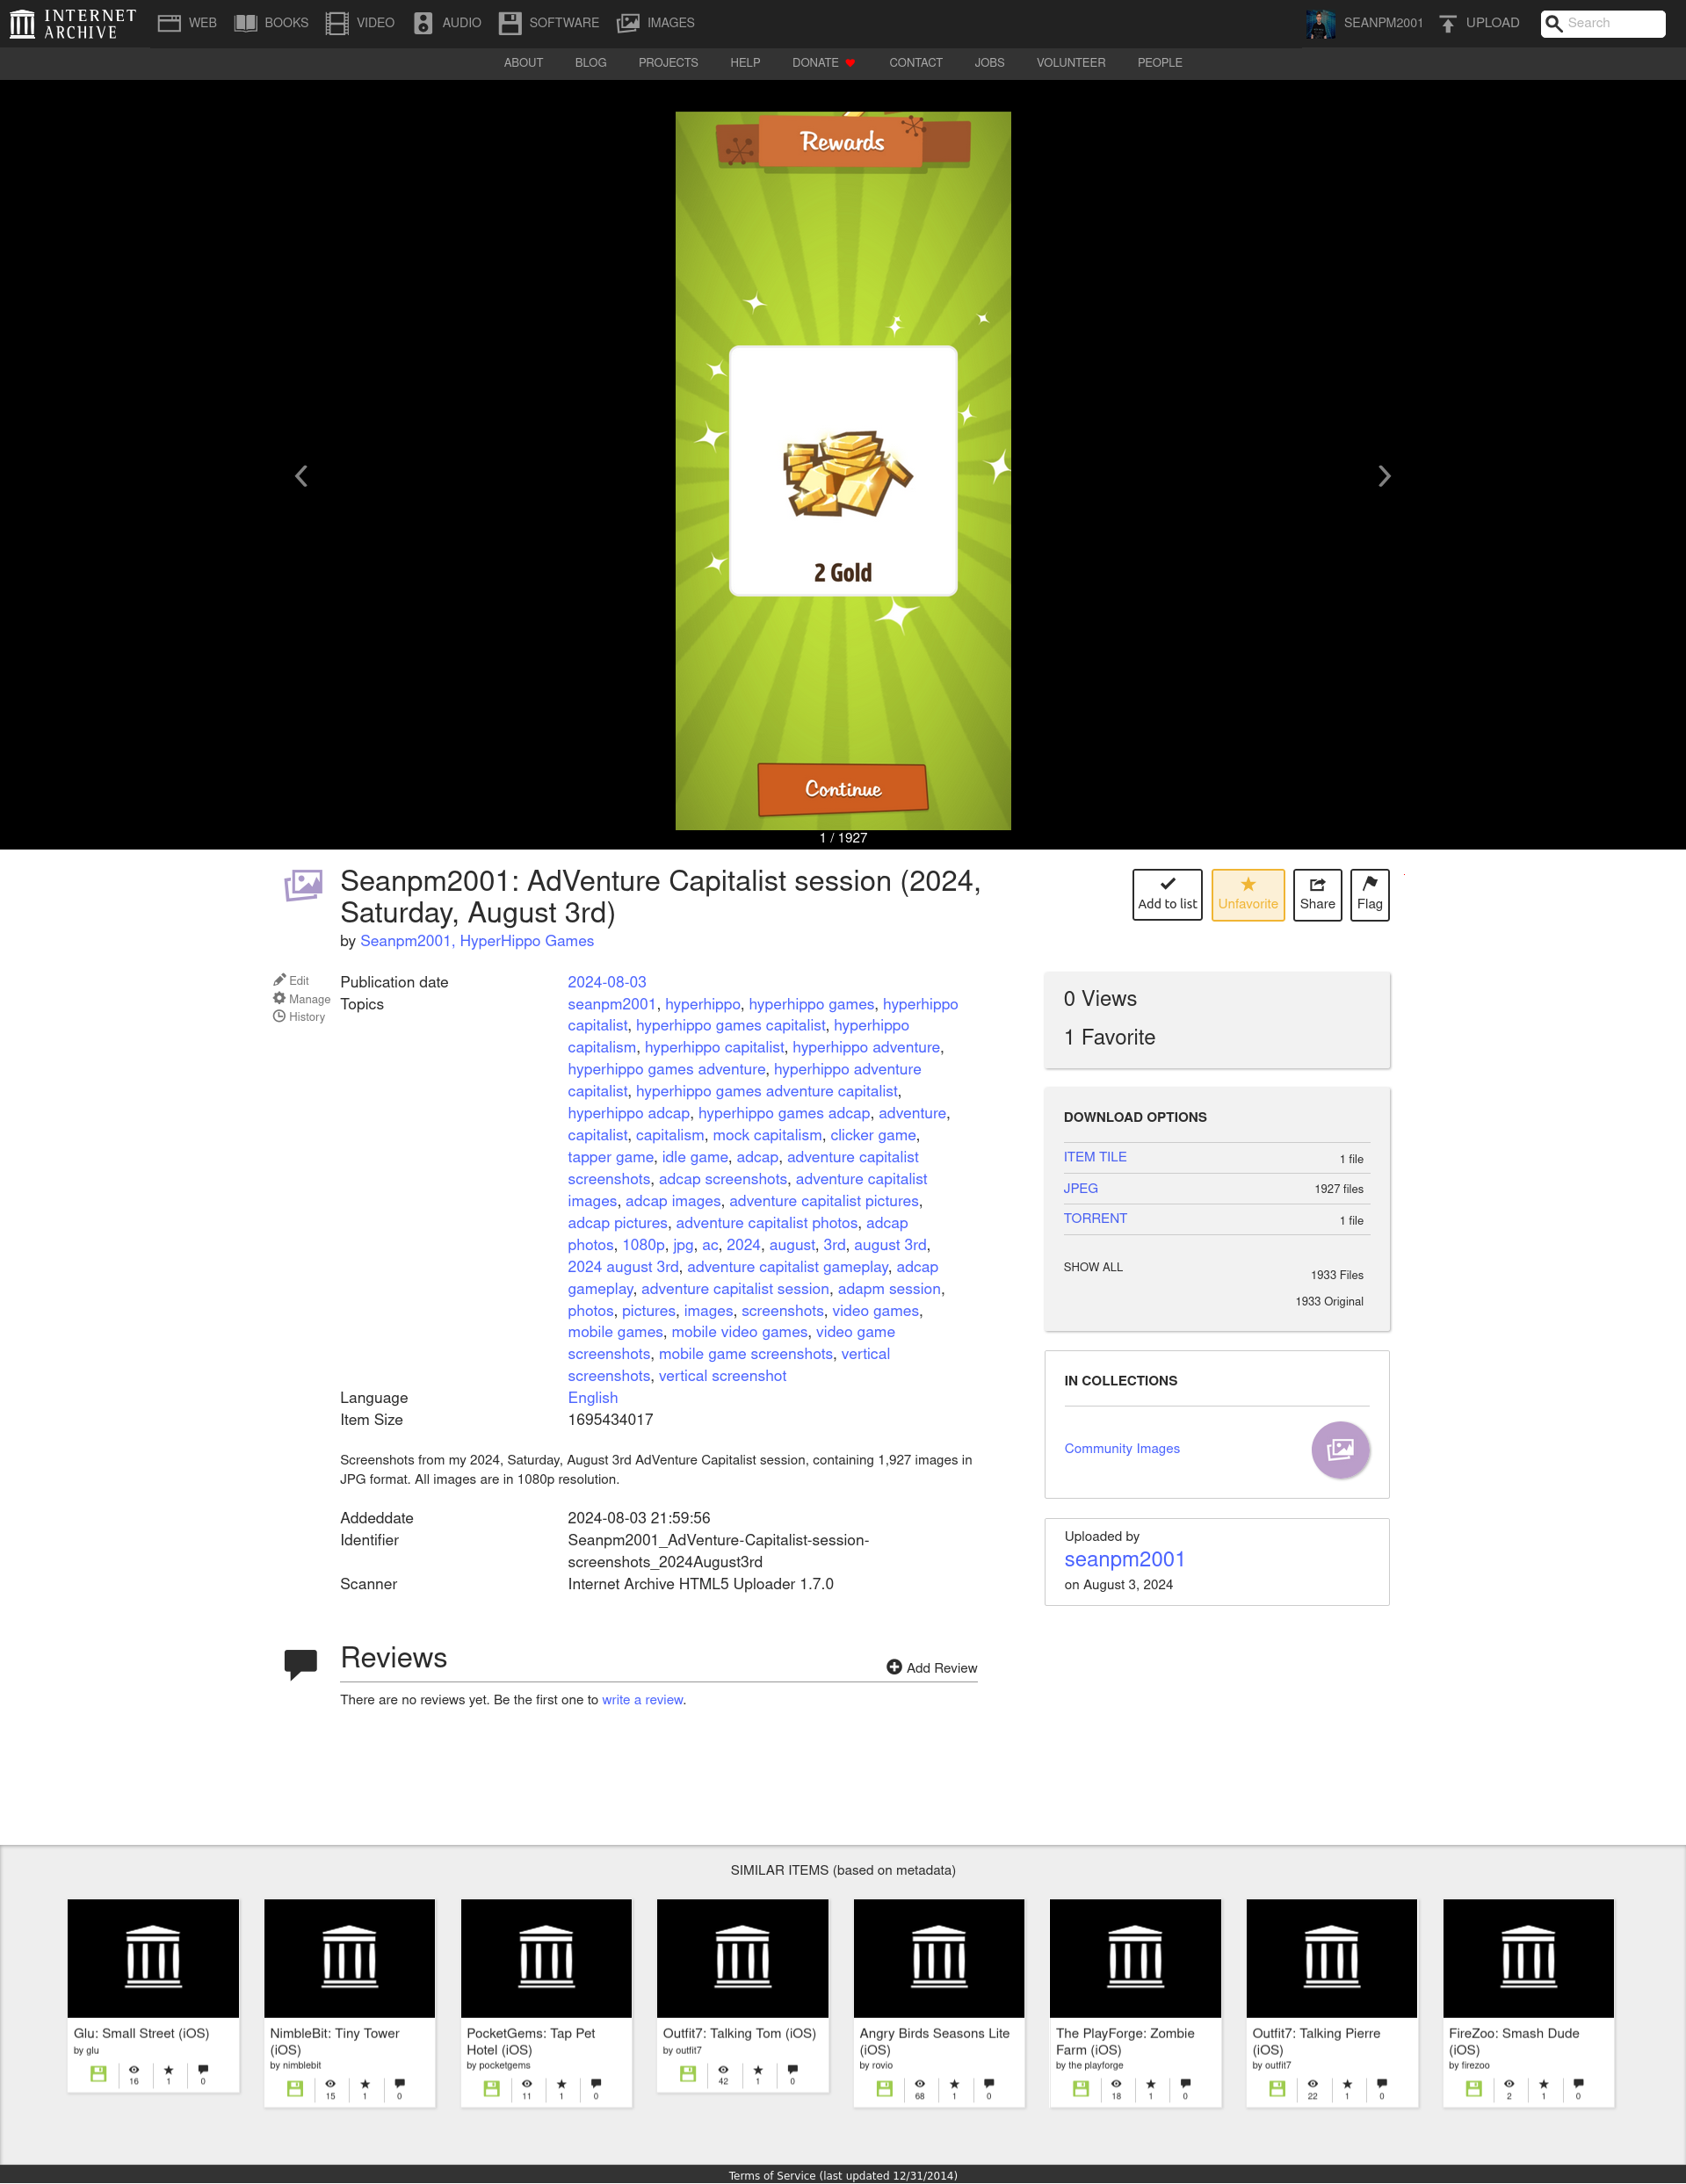 INTERNET ARCHIVE
WEB
BOOKS
VIDEO
AUDIO
SOFTWARE
IMAGES
SEANPM2001
UPLOAD
Search
ABOUT
BLOG
PROJECTS
HELP
DONATE
CONTACT
JOBS
VOLUNTEER
PEOPLE
Rewards
2 Gold
Continue
1 / 1927
Seanpm2001: AdVenture Capitalist session (2024,
Saturday, August 3rd)
by Seanpm2001, HyperHippo Games
Add to list
Unfavorite
Share
Flag
Edit
Manage
History
Publication date 2024-08-03
Topics seanpm2001, hyperhippo, hyperhippo games, hyperhippo
capitalist, hyperhippo games capitalist, hyperhippo
capitalism, hyperhippo capitalist, hyperhippo adventure,
hyperhippo games adventure, hyperhippo adventure
capitalist, hyperhippo games adventure capitalist,
hyperhippo adcap, hyperhippo games adcap, adventure,
capitalist, capitalism, mock capitalism, clicker game,
tapper game, idle game, adcap, adventure capitalist
screenshots, adcap screenshots, adventure capitalist
images, adcap images, adventure capitalist pictures,
adcap pictures, adventure capitalist photos, adcap
photos, 1080p, jpg, ac, 2024, august, 3rd, august 3rd,
2024 august 3rd, adventure capitalist gameplay, adcap
gameplay, adventure capitalist session, adapm session,
photos, pictures, images, screenshots, video games,
mobile games, mobile video games, video game
screenshots, mobile game screenshots, vertical
screenshots, vertical screenshot
Language English
Item Size 1695434017
Screenshots from my 2024, Saturday, August 3rd AdVenture Capitalist session, containing 1,927 images in
JPG format. All images are in 1080p resolution.
Addeddate 2024-08-03 21:59:56
Identifier Seanpm2001_AdVenture-Capitalist-session-
screenshots_2024August3rd
Scanner Internet Archive HTML5 Uploader 1.7.0
0 Views
1 Favorite
DOWNLOAD OPTIONS
ITEM TILE 1 file
JPEG 1927 files
TORRENT 1 file
SHOW ALL 1933 Files
1933 Original
IN COLLECTIONS
Community Images
Uploaded by
seanpm2001
on August 3, 2024
Reviews
Add Review
There are no reviews yet. Be the first one to write a review.
SIMILAR ITEMS (based on metadata)
Glu: Small Street (iOS)
by glu
16 1 0
NimbleBit: Tiny Tower
(iOS)
by nimblebit
15 1 0
PocketGems: Tap Pet
Hotel (iOS)
by pocketgems
11 1 0
Outfit7: Talking Tom (iOS)
by outfit7
42 1 0
Angry Birds Seasons Lite
(iOS)
by rovio
68 1 0
The PlayForge: Zombie
Farm (iOS)
by the playforge
18 1 0
Outfit7: Talking Pierre
(iOS)
by outfit7
22 1 0
FireZoo: Smash Dude
(iOS)
by firezoo
2 1 0
Terms of Service (last updated 12/31/2014)